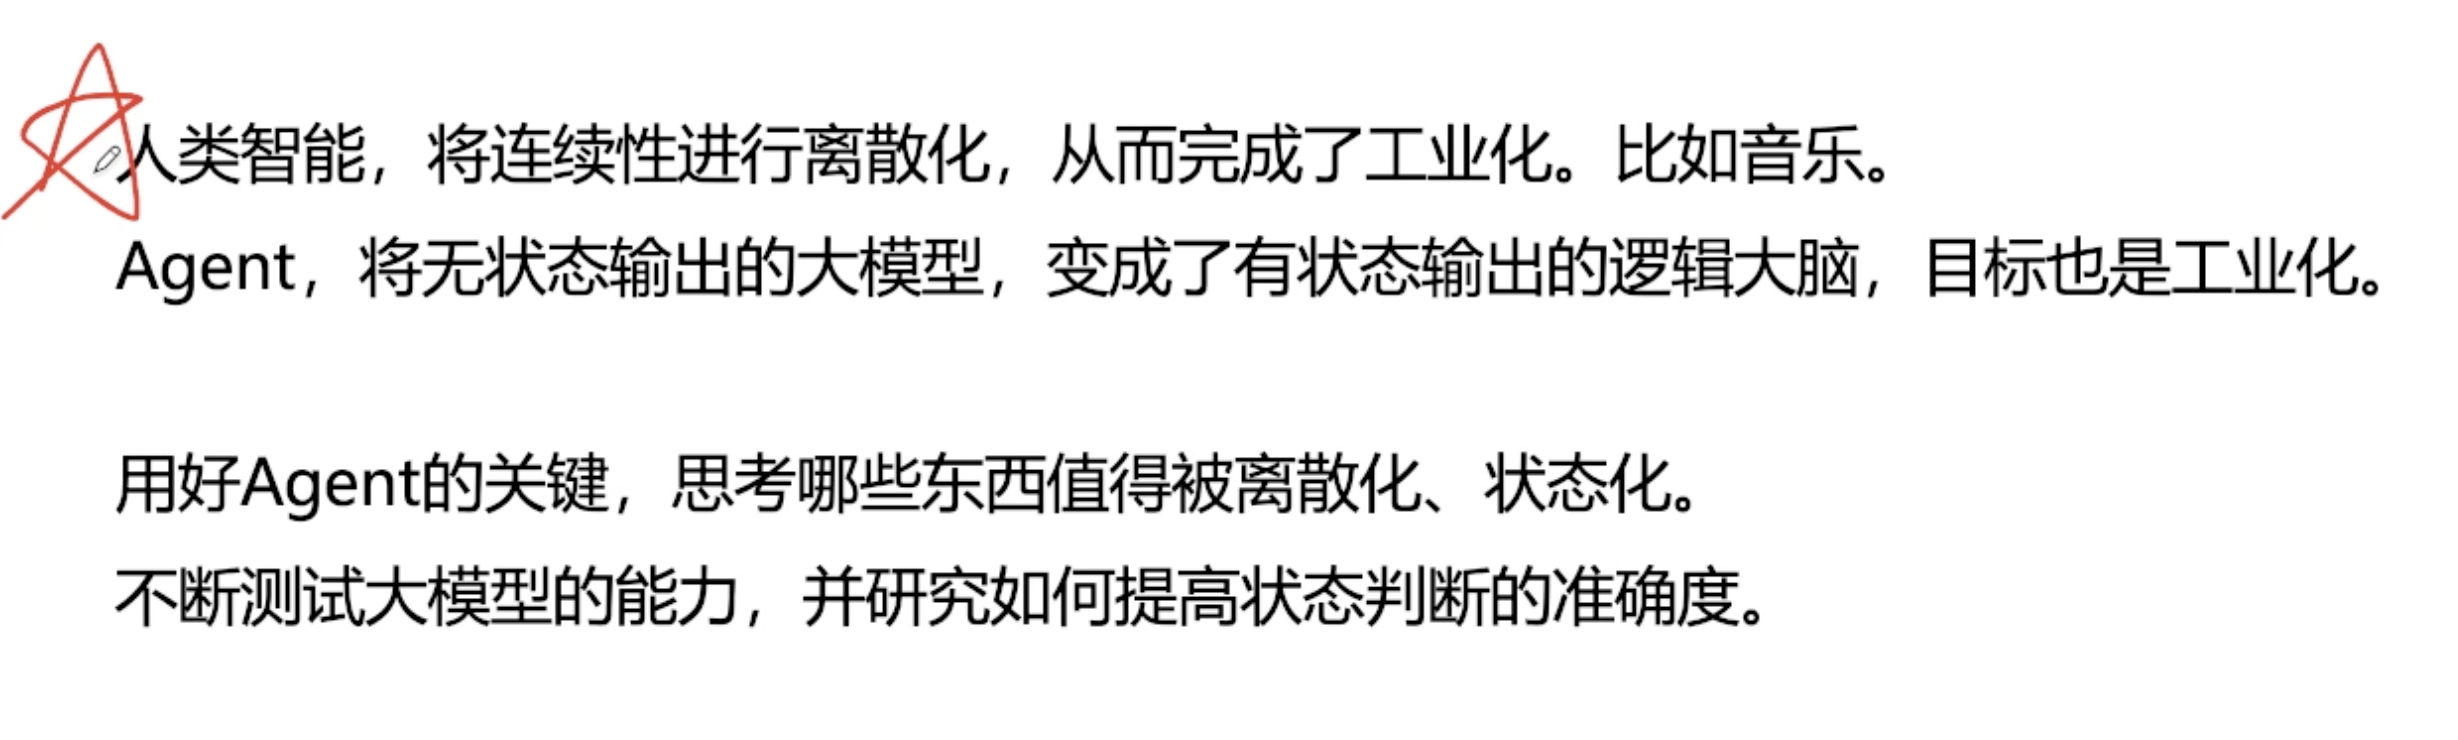 人类智能，将连续性进行离散化，从而完成了工业化。比如音乐。
Agent，将无状态输出的大模型，变成了有状态输出的逻辑大脑，目标也是工业化。
用好Agent的关键，思考哪些东西值得被离散化、状态化。
不断测试大模型的能力，并研究如何提高状态判断的准确度。